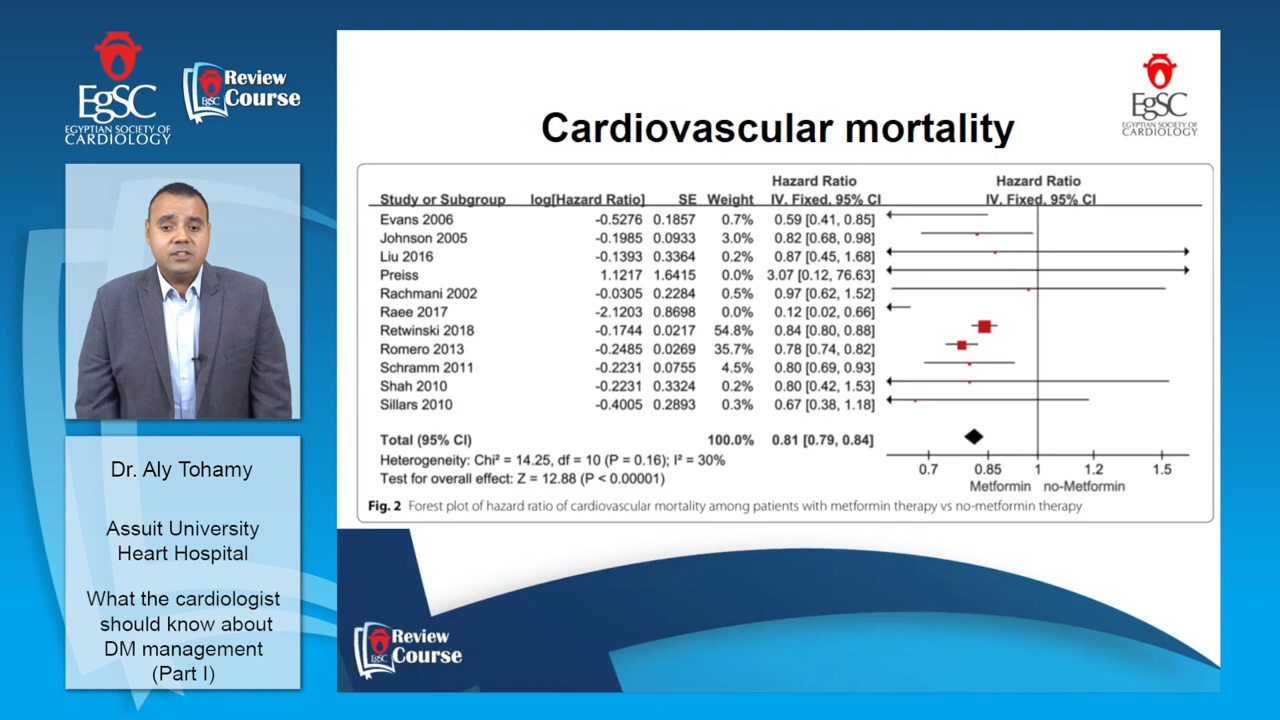 EgSC
EGYPTIAN SOCIETY OF
CARDIOLOGY
Review
Course
EgSC
Dr. Aly Tohamy
Assuit University
Heart Hospital
What the cardiologist
should know about
DM management
(Part I)
EgSC
EGYPTIAN SOCIETY OF
CARDIOLOGY
Cardiovascular mortality
Hazard Ratio Hazard Ratio
Study or Subgroup log[Hazard Ratio] SE Weight IV. Fixed. 95% CI IV. Fixed. 95% CI
Evans 2006 -0.5276 0.1857 0.7% 0.59 [0.41, 0.85]
Johnson 2005 -0.1985 0.0933 3.0% 0.82 [0.68, 0.98]
Liu 2016 -0.1393 0.3364 0.2% 0.87 [0.45, 1.68]
Preiss 1.1217 1.6415 0.0% 3.07 [0.12, 76.63]
Rachmani 2002 -0.0305 0.2284 0.5% 0.97 [0.62, 1.52]
Raee 2017 -2.1203 0.8698 0.0% 0.12 [0.02, 0.66]
Retwinski 2018 -0.1744 0.0217 54.8% 0.84 [0.80, 0.88]
Romero 2013 -0.2485 0.0269 35.7% 0.78 [0.74, 0.82]
Schramm 2011 -0.2231 0.0755 4.5% 0.80 [0.69, 0.93]
Shah 2010 -0.2231 0.3324 0.2% 0.80 [0.42, 1.53]
Sillars 2010 -0.4005 0.2893 0.3% 0.67 [0.38, 1.18]
Total (95% CI) 100.0% 0.81 [0.79, 0.84]
Heterogeneity: Chi² = 14.25, df = 10 (P = 0.16); I² = 30%
Test for overall effect: Z = 12.88 (P < 0.00001)
0.7 0.85 1 1.2 1.5
Metformin no-Metformin
Fig. 2 Forest plot of hazard ratio of cardiovascular mortality among patients with metformin therapy vs no-metformin therapy
Review
Course
EgSC